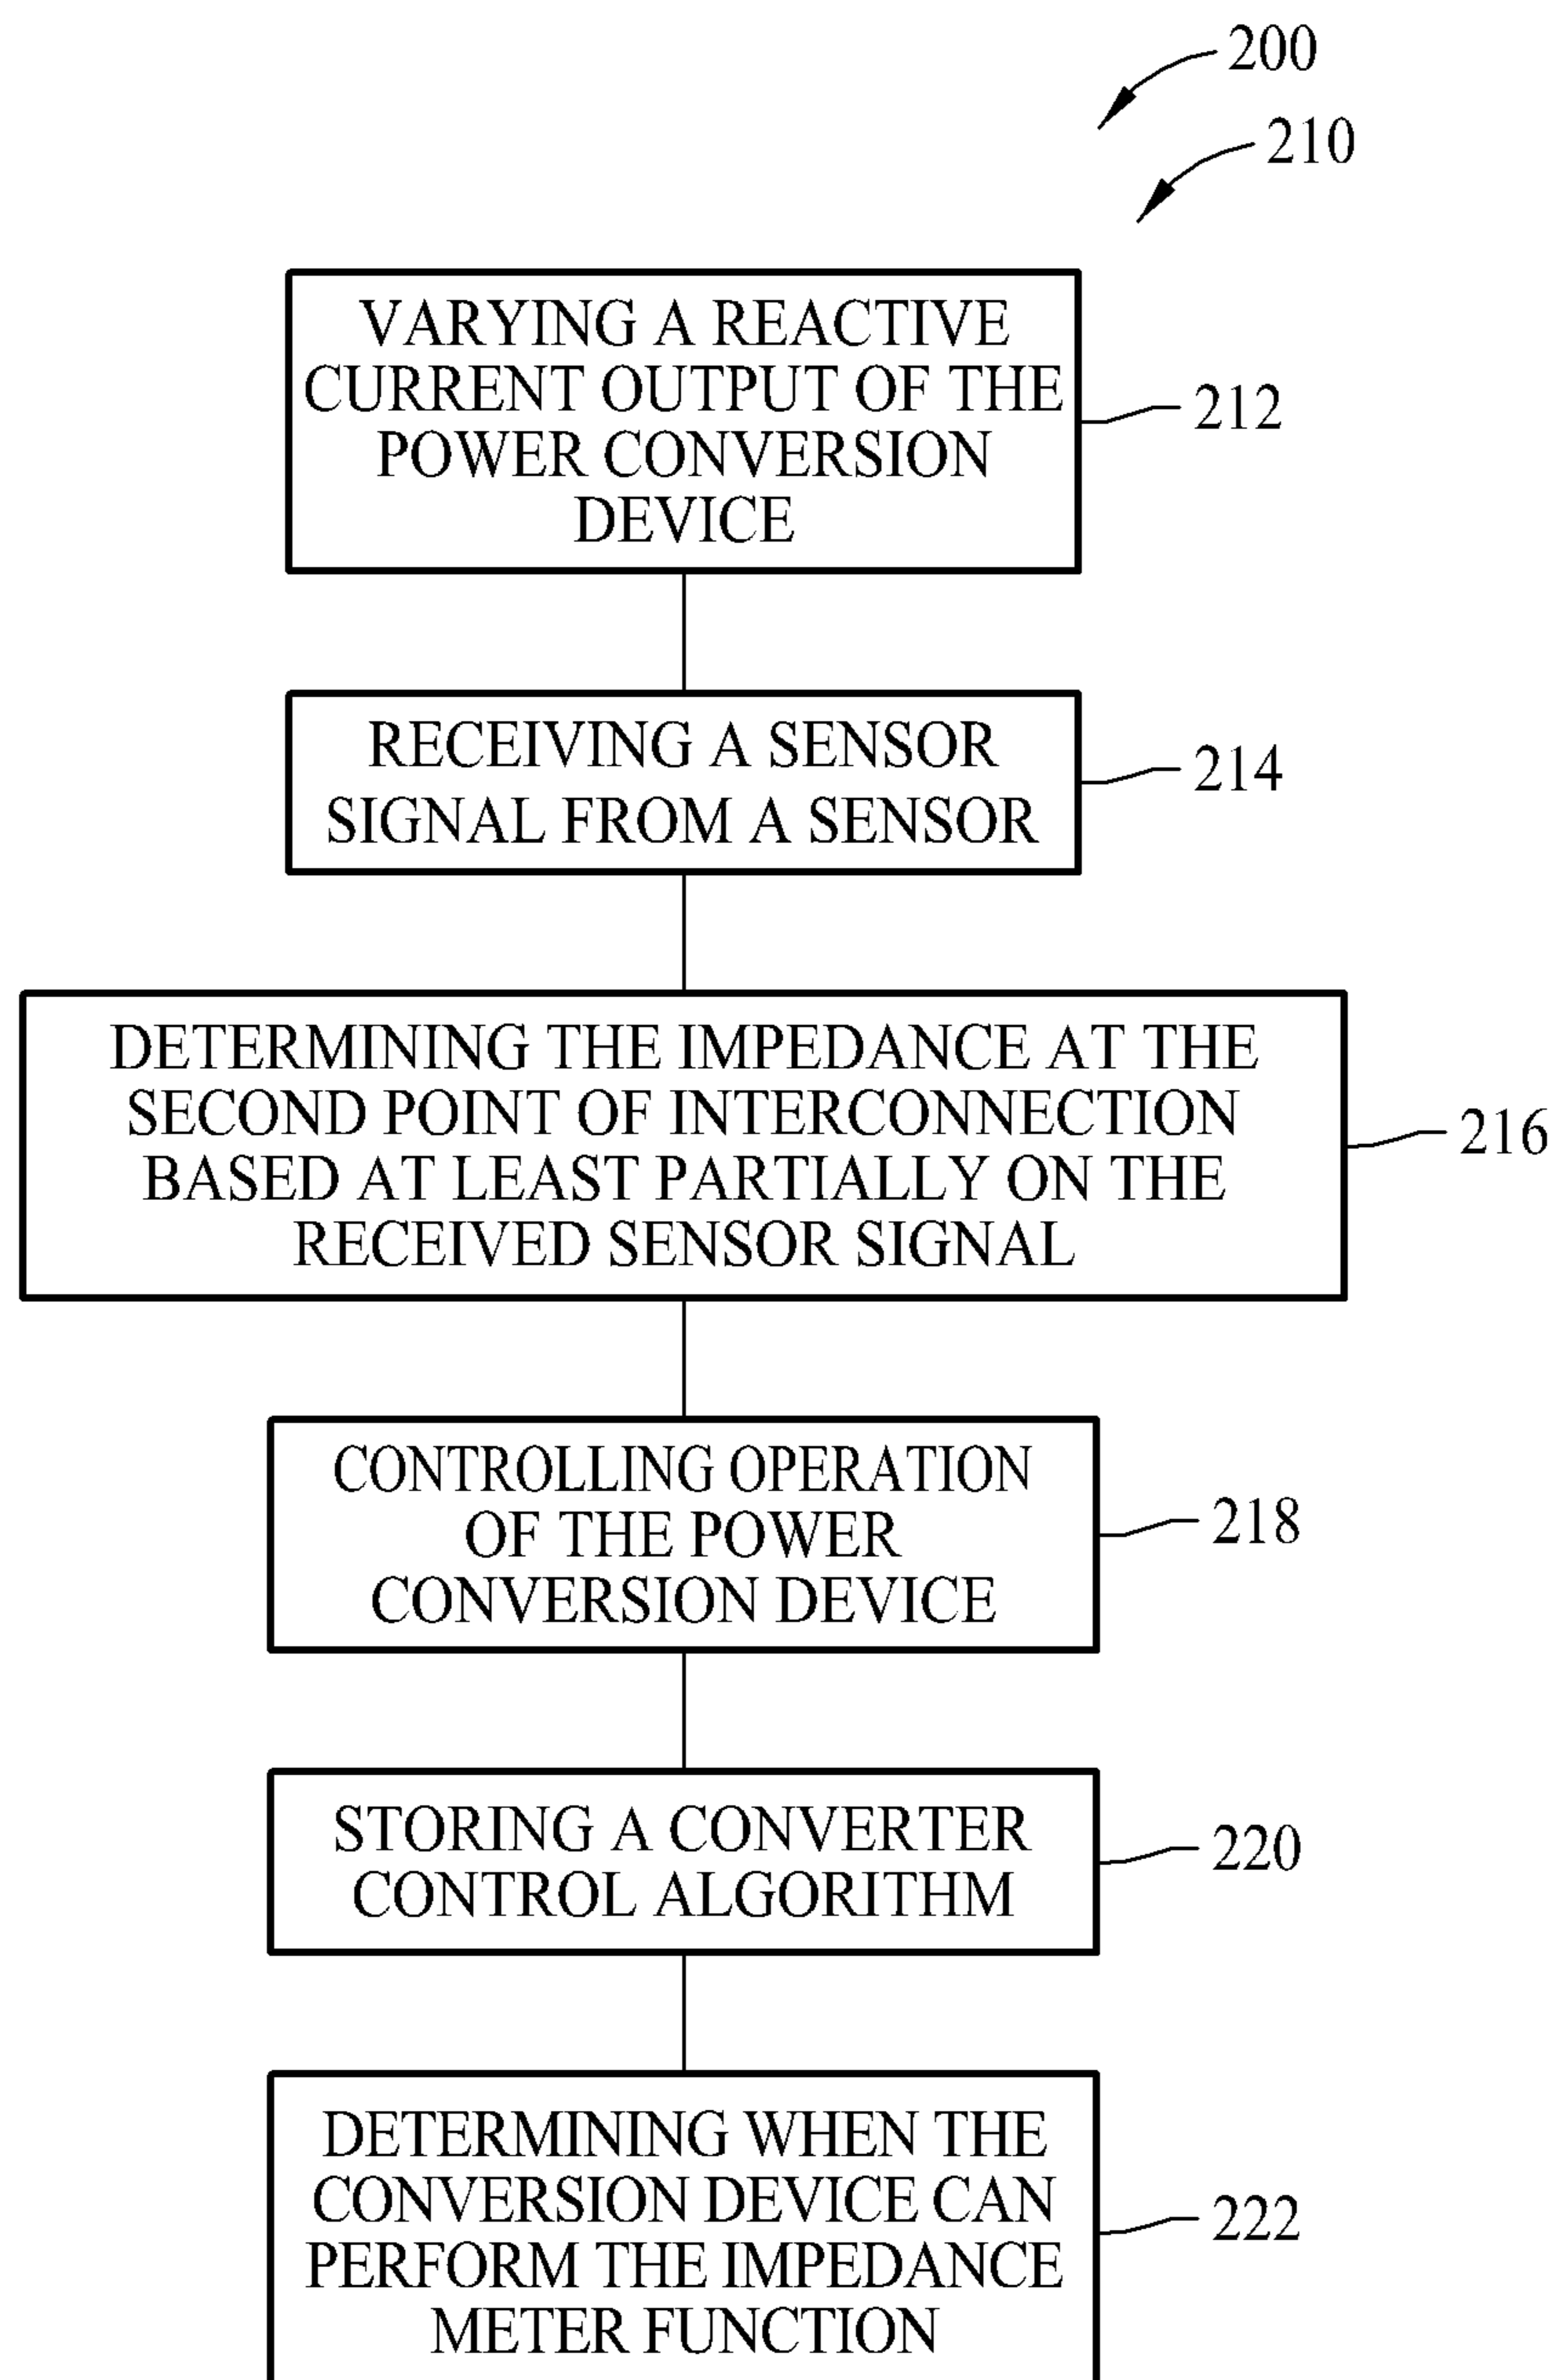 200
210
VARYING A REACTIVE
CURRENT OUTPUT OF THE
POWER CONVERSION
DEVICE
212
RECEIVING A SENSOR
SIGNAL FROM A SENSOR
214
DETERMINING THE IMPEDANCE AT THE
SECOND POINT OF INTERCONNECTION
BASED AT LEAST PARTIALLY ON THE
RECEIVED SENSOR SIGNAL
216
CONTROLLING OPERATION
OF THE POWER
CONVERSION DEVICE
218
STORING A CONVERTER
CONTROL ALGORITHM
220
DETERMINING WHEN THE
CONVERSION DEVICE CAN
PERFORM THE IMPEDANCE
METER FUNCTION
222